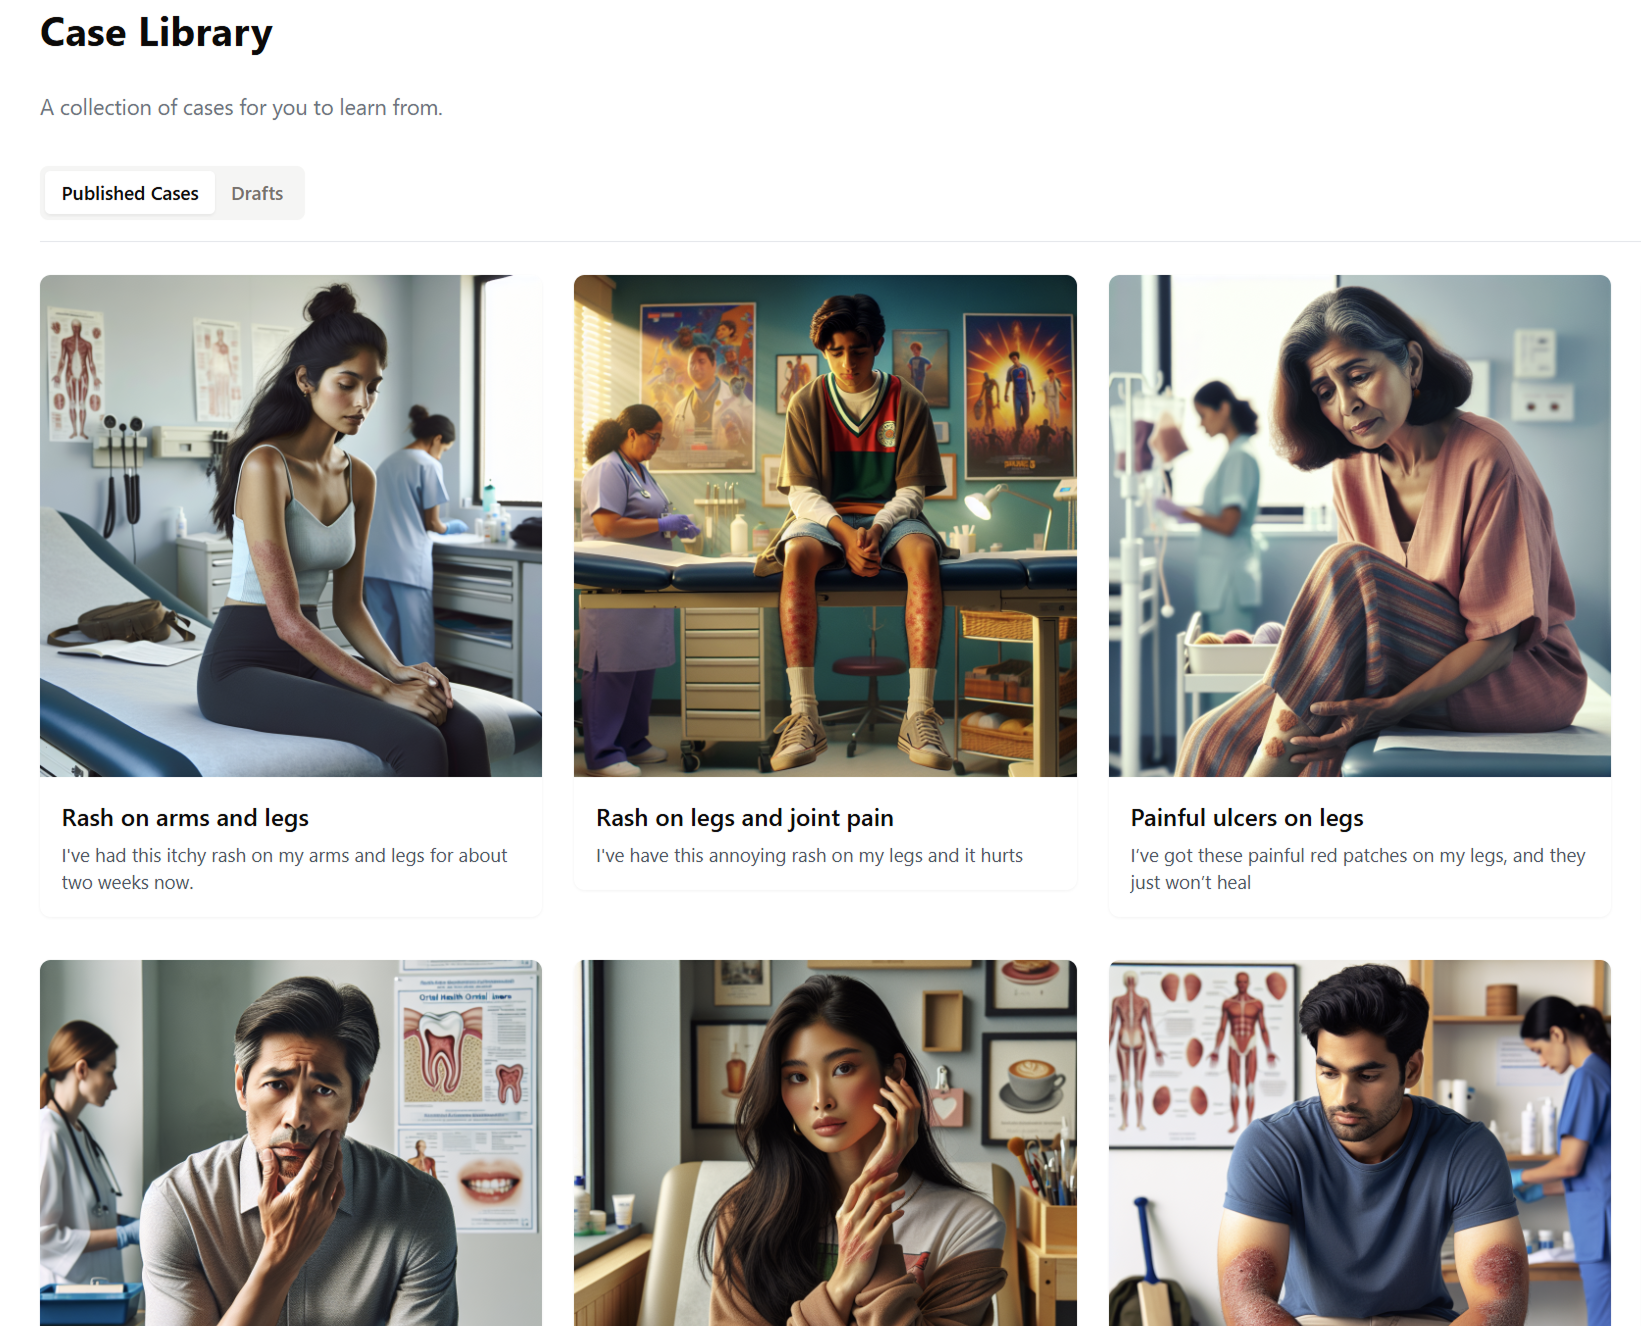 Case Library
A collection of cases for you to learn from.
Published Cases
Drafts
Rash on arms and legs
I've had this itchy rash on my arms and legs for about
two weeks now.
Rash on legs and joint pain
I've have this annoying rash on my legs and it hurts
Painful ulcers on legs
I’ve got these painful red patches on my legs, and they
just won’t heal
Ortal Health Ortal